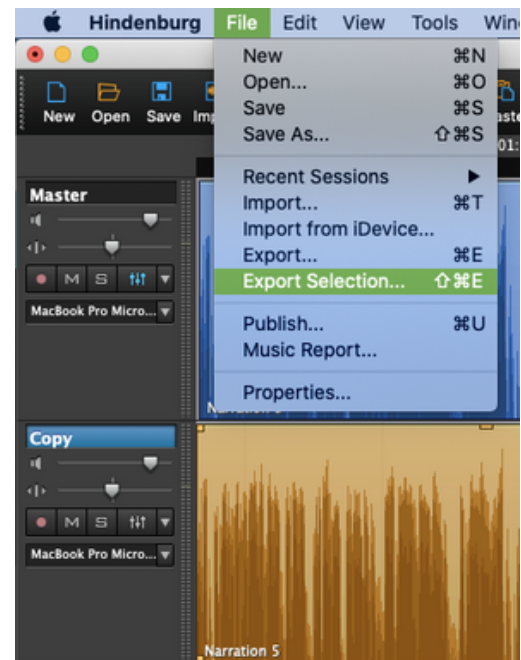 Hindenburg File Edit View Tools
New ⌘N
Open... ⌘O
Save ⌘S
Save As... ⇧⌘S
New Open Save
01:
Recent Sessions ▶
Import... ⌘T
Import from iDevice...
Export... ⌘E
Export Selection... ⇧⌘E
Publish... ⌘U
Music Report...
Properties...
Master
M S
MacBook Pro Micro...
Copy
M S
MacBook Pro Micro...
Narration 5